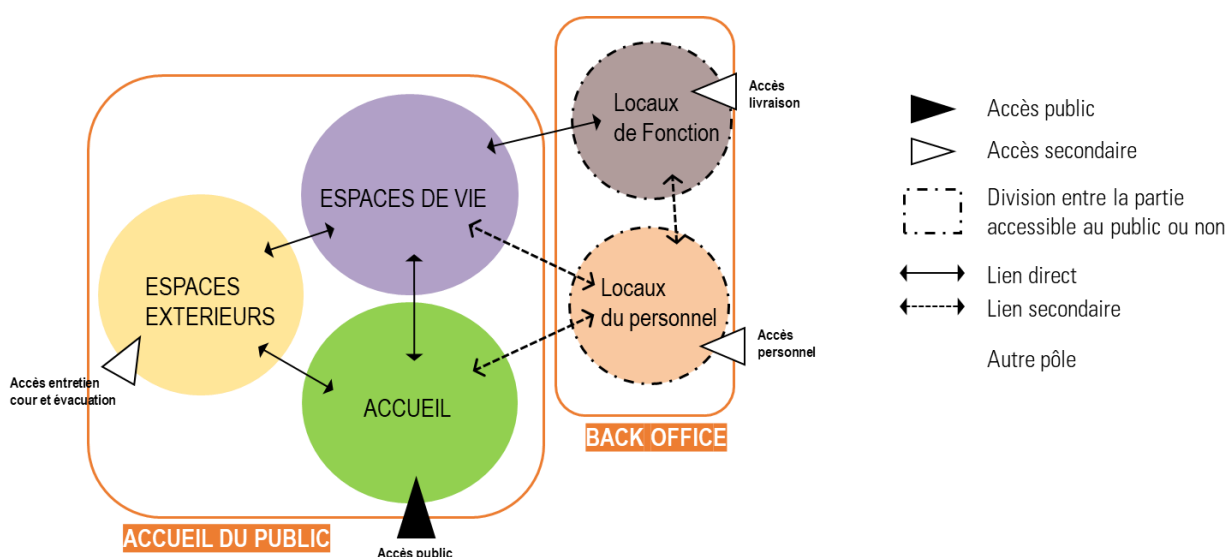 Locaux
de Fonction
Accès
livraison
ESPACES DE VIE
ESPACES
EXTERIEURS
Locaux
du personnel
Accès
personnel
Accès entretien
cour et évacuation
ACCUEIL
BACK OFFICE
ACCUEIL DU PUBLIC
Accès public
Accès public
Accès secondaire
Division entre la partie
accessible au public ou non
Lien direct
Lien secondaire
Autre pôle